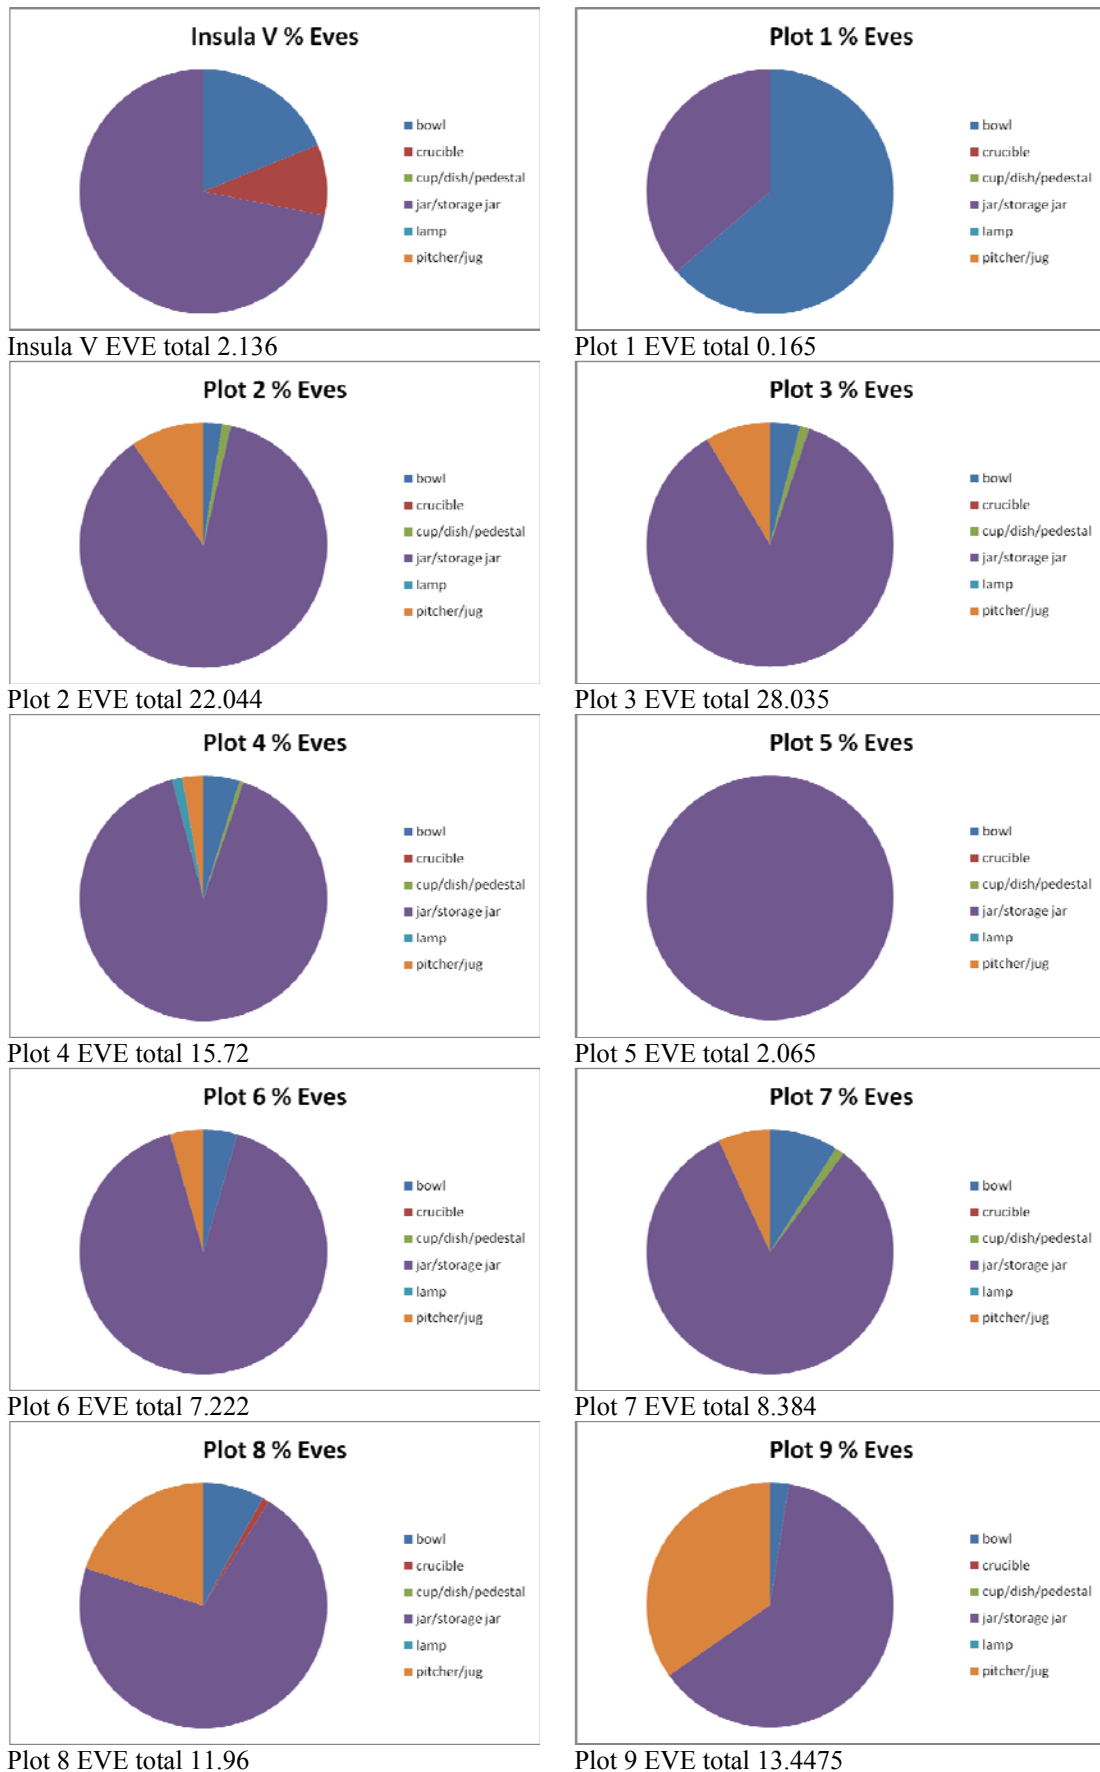 Insula V % Eves
bowl
crucible
cup/dish/pedestal
jar/storage jar
lamp
pitcher/jug
Insula V EVE total 2.136
Plot 1 % Eves
bowl
crucible
cup/dish/pedestal
jar/storage jar
lamp
pitcher/jug
Plot 1 EVE total 0.165
Plot 2 % Eves
bowl
crucible
cup/dish/pedestal
jar/storage jar
lamp
pitcher/jug
Plot 2 EVE total 22.044
Plot 3 % Eves
bowl
crucible
cup/dish/pedestal
jar/storage jar
lamp
pitcher/jug
Plot 3 EVE total 28.035
Plot 4 % Eves
bowl
crucible
cup/dish/pedestal
jar/storage jar
lamp
pitcher/jug
Plot 4 EVE total 15.72
Plot 5 % Eves
bowl
crucible
cup/dish/pedestal
jar/storage jar
lamp
pitcher/jug
Plot 5 EVE total 2.065
Plot 6 % Eves
bowl
crucible
cup/dish/pedestal
jar/storage jar
lamp
pitcher/jug
Plot 6 EVE total 7.222
Plot 7 % Eves
bowl
crucible
cup/dish/pedestal
jar/storage jar
lamp
pitcher/jug
Plot 7 EVE total 8.384
Plot 8 % Eves
bowl
crucible
cup/dish/pedestal
jar/storage jar
lamp
pitcher/jug
Plot 8 EVE total 11.96
Plot 9 % Eves
bowl
crucible
cup/dish/pedestal
jar/storage jar
lamp
pitcher/jug
Plot 9 EVE total 13.4475